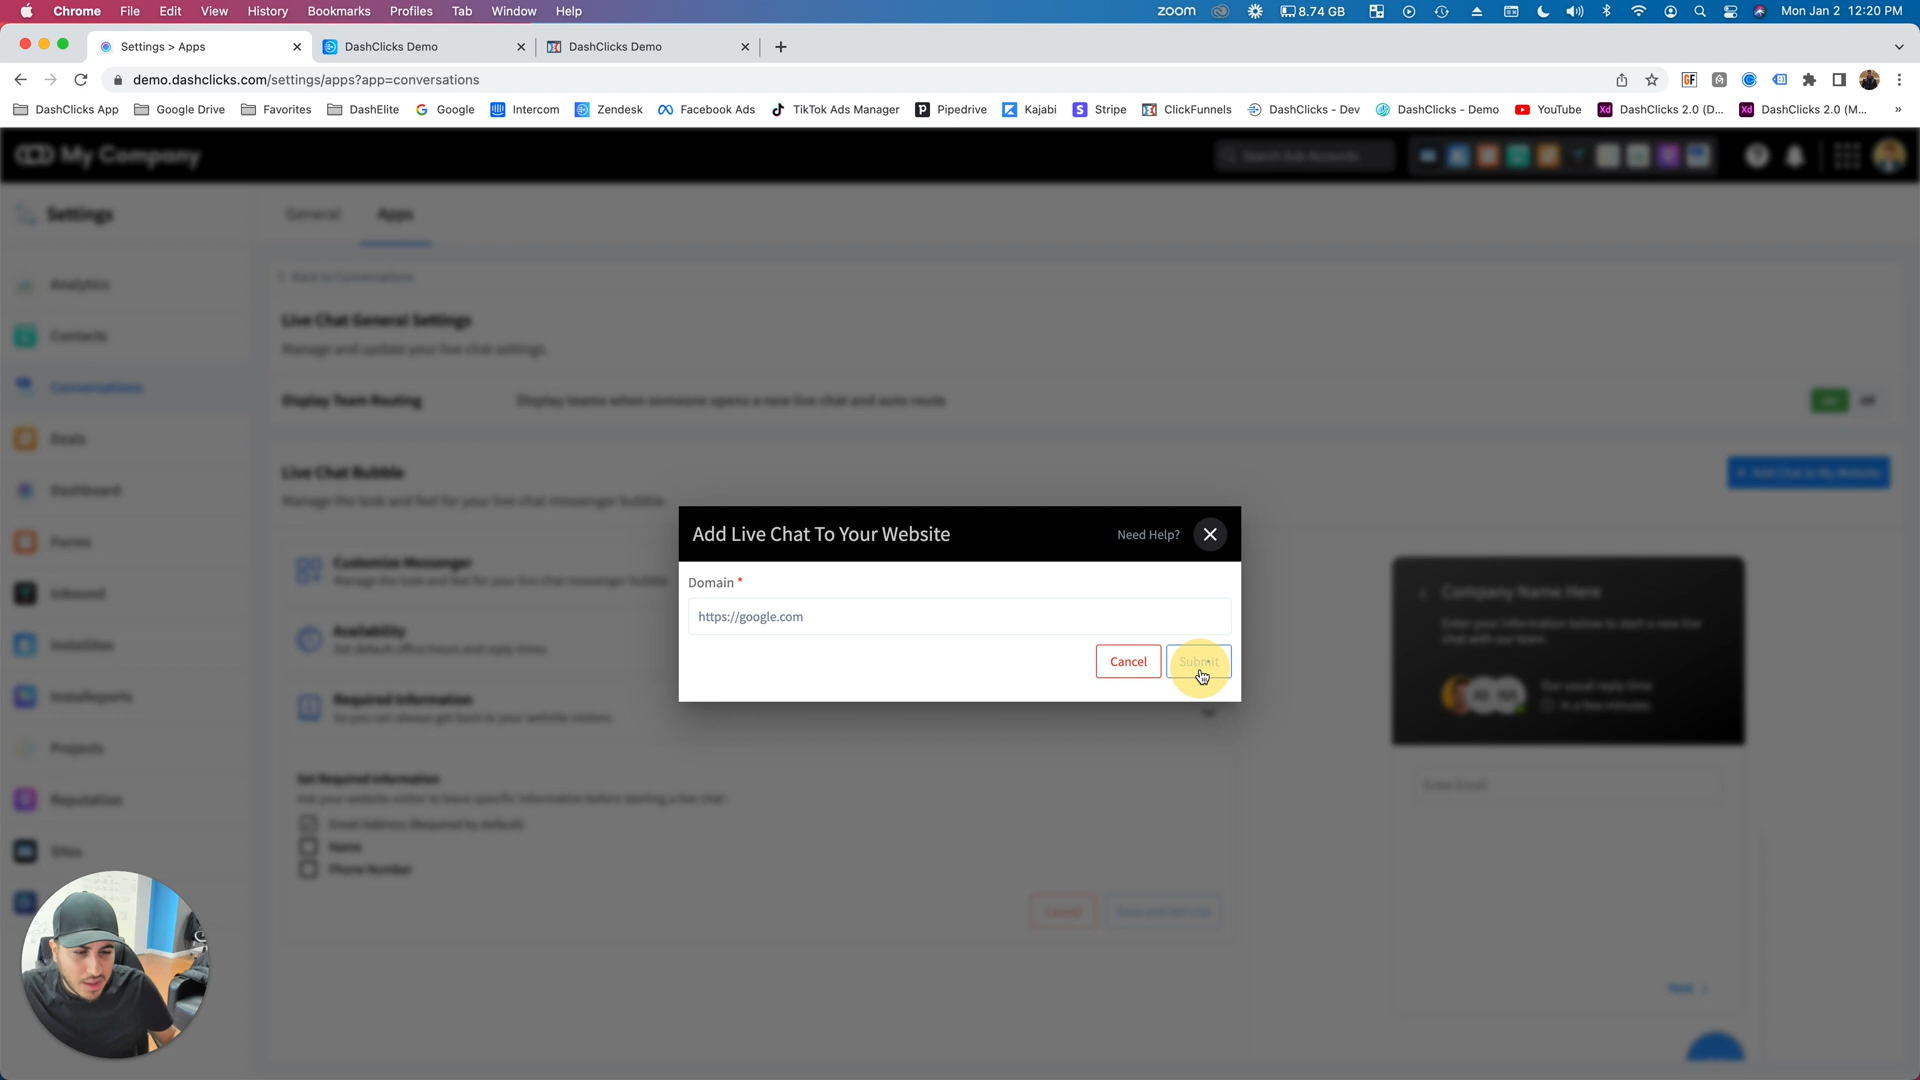 Chrome File Edit View History Bookmarks Profiles Tab Window Help
zoom 8.74 GB Mon Jan 2 12:20 PM
Settings > Apps
DashClicks Demo
DashClicks Demo
demo.dashclicks.com/settings/apps?app=conversations
DashClicks App Google Drive Favorites DashElite Google Intercom Zendesk Facebook Ads TikTok Ads Manager Pipedrive Kajabi Stripe ClickFunnels DashClicks - Dev DashClicks - Demo YouTube DashClicks 2.0 (D... DashClicks 2.0 (M... »
My Company
Search Sub-Accounts
Settings
General
Apps
Back to Conversations
Analytics
Contacts
Conversations
Deals
Dashboard
Forms
Inbound
InstaSites
InstaReports
Projects
Reputation
Sites
Live Chat General Settings
Manage and update your live chat settings.
Display Team Routing
Display teams when someone opens a new live chat and auto route
Live Chat Bubble
Manage the look and feel for your live chat messenger bubble.
+ Add Chat to My Website
Customize Messenger
Manage the look and feel for your live chat messenger bubble
Availability
Set default office hours and reply times
Required Information
So you can always get back to your website visitors.
Set Required Information
Ask your website visitor to leave specific information before starting a live chat:
Email Address (Required by default)
Name
Phone Number
Cancel
Add Live Chat To Your Website
Need Help?
Domain *
https://google.com
Cancel
Submit
Company Name Here
Enter your information below to start a new live
chat with our team.
Our usual reply time
In a few minutes
Enter Email
Next